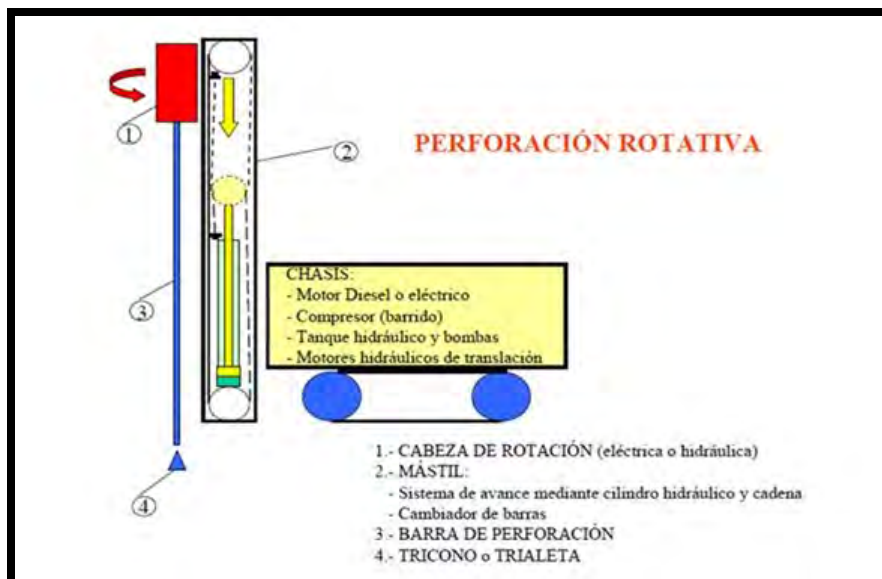 PERFORACIÓN ROTATIVA
1
2
3
4
CHASIS:
- Motor Diesel o eléctrico
- Compresor (barrido)
- Tanque hidráulico y bombas
- Motores hidráulicos de translación
1.- CABEZA DE ROTACIÓN (eléctrica o hidráulica)
2.- MÁSTIL:
- Sistema de avance mediante cilindro hidráulico y cadena
- Cambiador de barras
3.- BARRA DE PERFORACIÓN
4.- TRICONO o TRIALETA